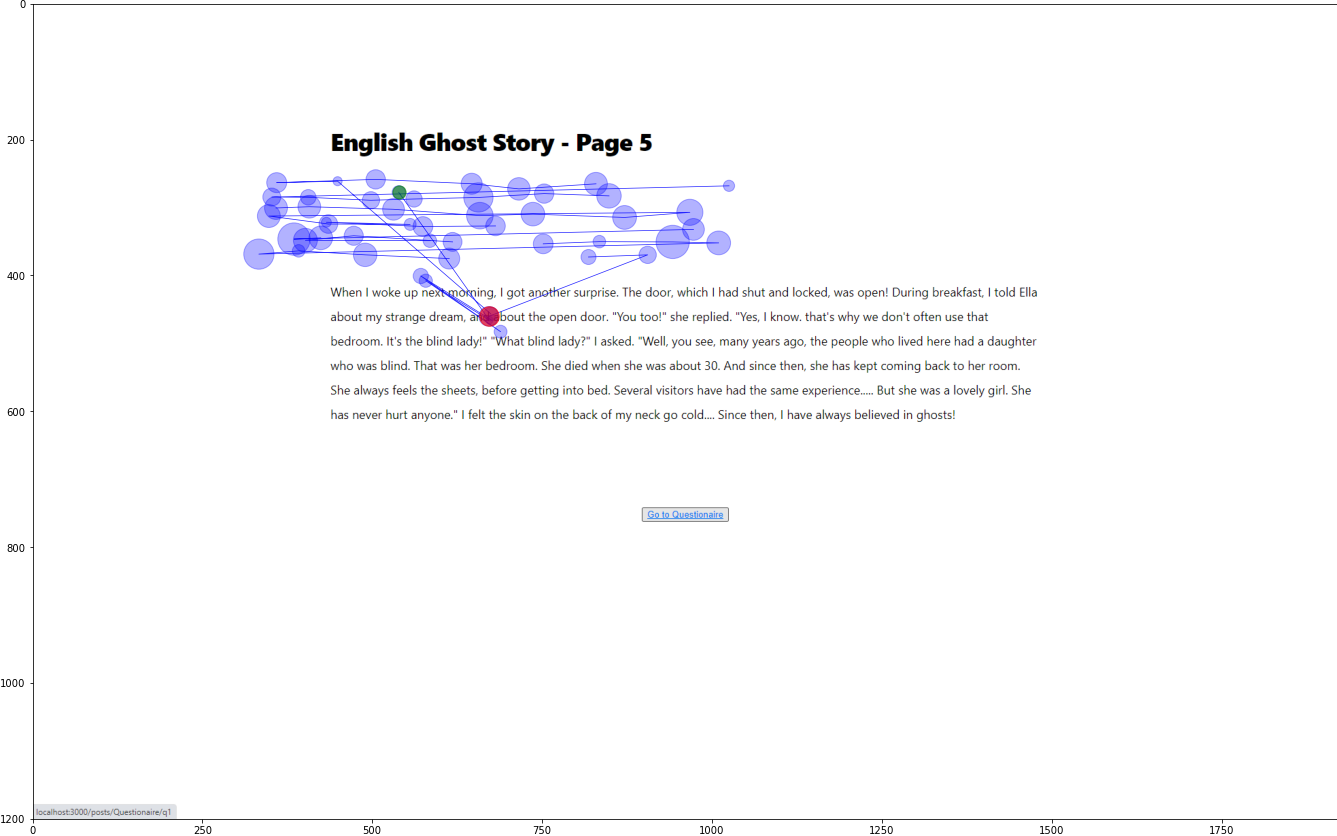 0
200
400
600
800
1000
1200
English Ghost Story - Page 5
When I woke up next morning, I got another surprise. The door, which I had shut and locked, was open! During breakfast, I told Ella
about my strange dream, and about the open door. "You too!" she replied. "Yes, I know. that's why we don't often use that
bedroom. It's the blind lady!" "What blind lady?" I asked. "Well, you see, many years ago, the people who lived here had a daughter
who was blind. That was her bedroom. She died when she was about 30. And since then, she has kept coming back to her room.
She always feels the sheets, before getting into bed. Several visitors have had the same experience..... But she was a lovely girl. She
has never hurt anyone." I felt the skin on the back of my neck go cold.... Since then, I have always believed in ghosts!
Go to Questionaire
localhost:3000/posts/Questionaire/q1
0 250 500 750 1000 1250 1500 1750